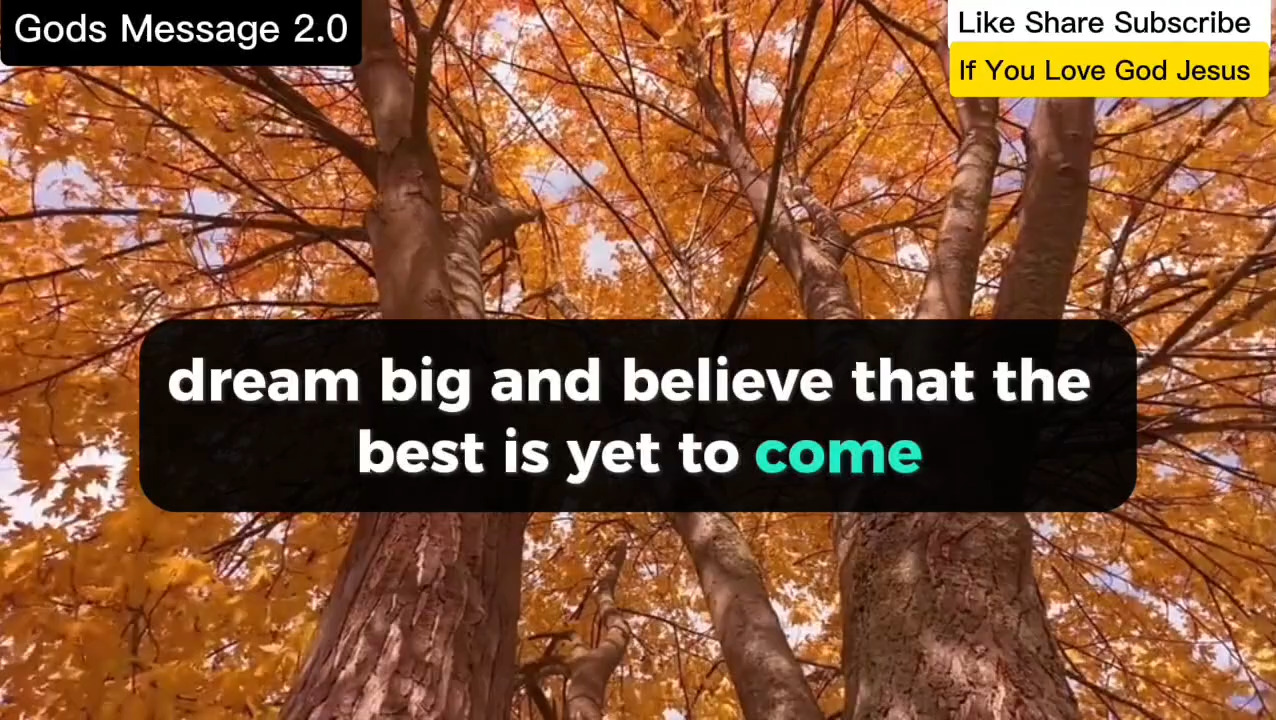 Gods Message 2.0
Like Share Subscribe
If You Love God Jesus
dream big and believe that the
best is yet to come